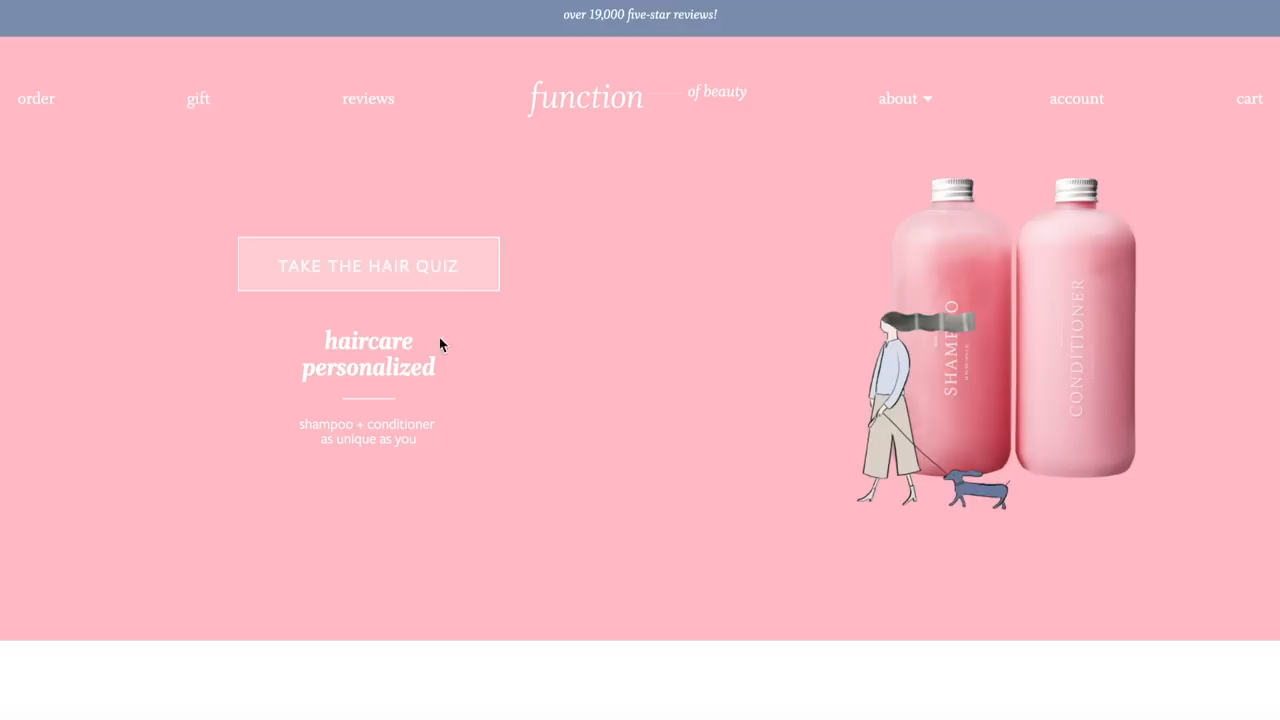 over 19,000 five-star reviews!
order
gift
reviews
function of beauty
about
account
cart
TAKE THE HAIR QUIZ
haircare
personalized
shampoo + conditioner
as unique as you
CONDITIONER